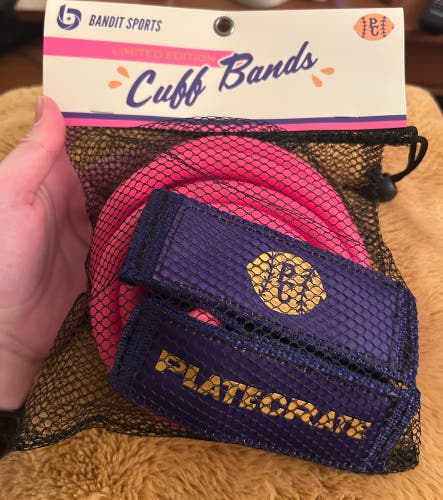 BANDIT SPORTS
PC
LIMITED EDITION
Cuff Bands
PC
PLATECRATE